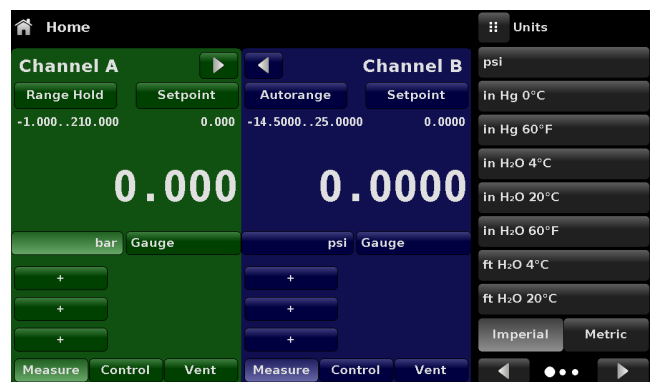 Home
Channel A
Range Hold Setpoint
-1.000..210.000 0.000
0.000
bar Gauge
+
+
+
Measure Control Vent
Channel B
Autorange Setpoint
-14.5000..25.0000 0.0000
0.0000
psi Gauge
+
+
+
Measure Control Vent
Units
psi
in Hg 0°C
in Hg 60°F
in H₂O 4°C
in H₂O 20°C
in H₂O 60°F
ft H₂O 4°C
ft H₂O 20°C
Imperial Metric